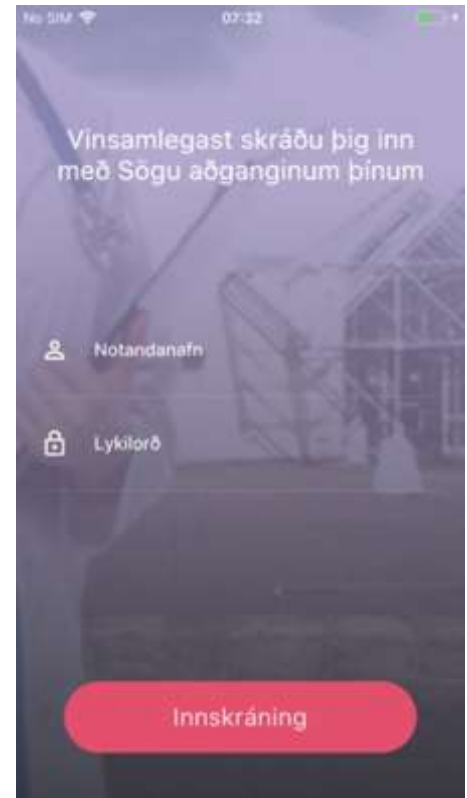 No SIM 07:32
Vinsamlegast skráðu þig inn
með Sögu aðganginum þínum
Notandanafn
Lykilorð
Innskráning